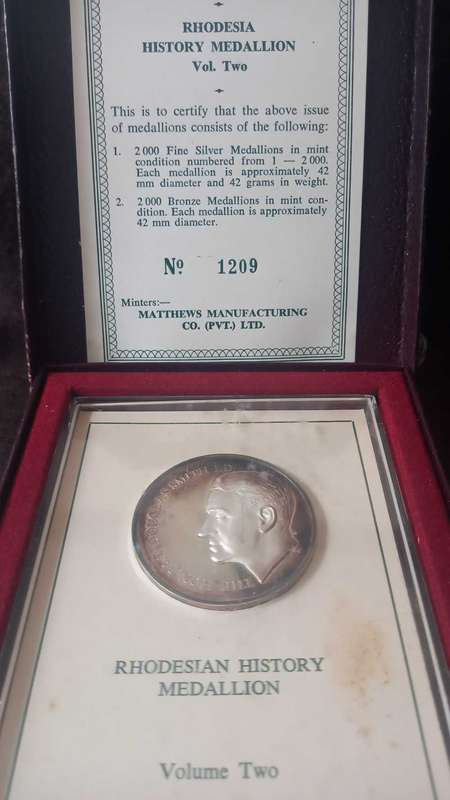 RHODESIA
HISTORY MEDALLION
Vol. Two
This is to certify that the above issue
of medallions consists of the following:
1. 2 000 Fine Silver Medallions in mint
condition numbered from 1 — 2 000.
Each medallion is approximately 42
mm diameter and 42 grams in weight.
2. 2 000 Bronze Medallions in mint con-
dition. Each medallion is approximately
42 mm diameter.
Nº 1209
Minters:—
MATTHEWS MANUFACTURING
CO. (PVT.) LTD.
RHODESIAN HISTORY
MEDALLION
Volume Two